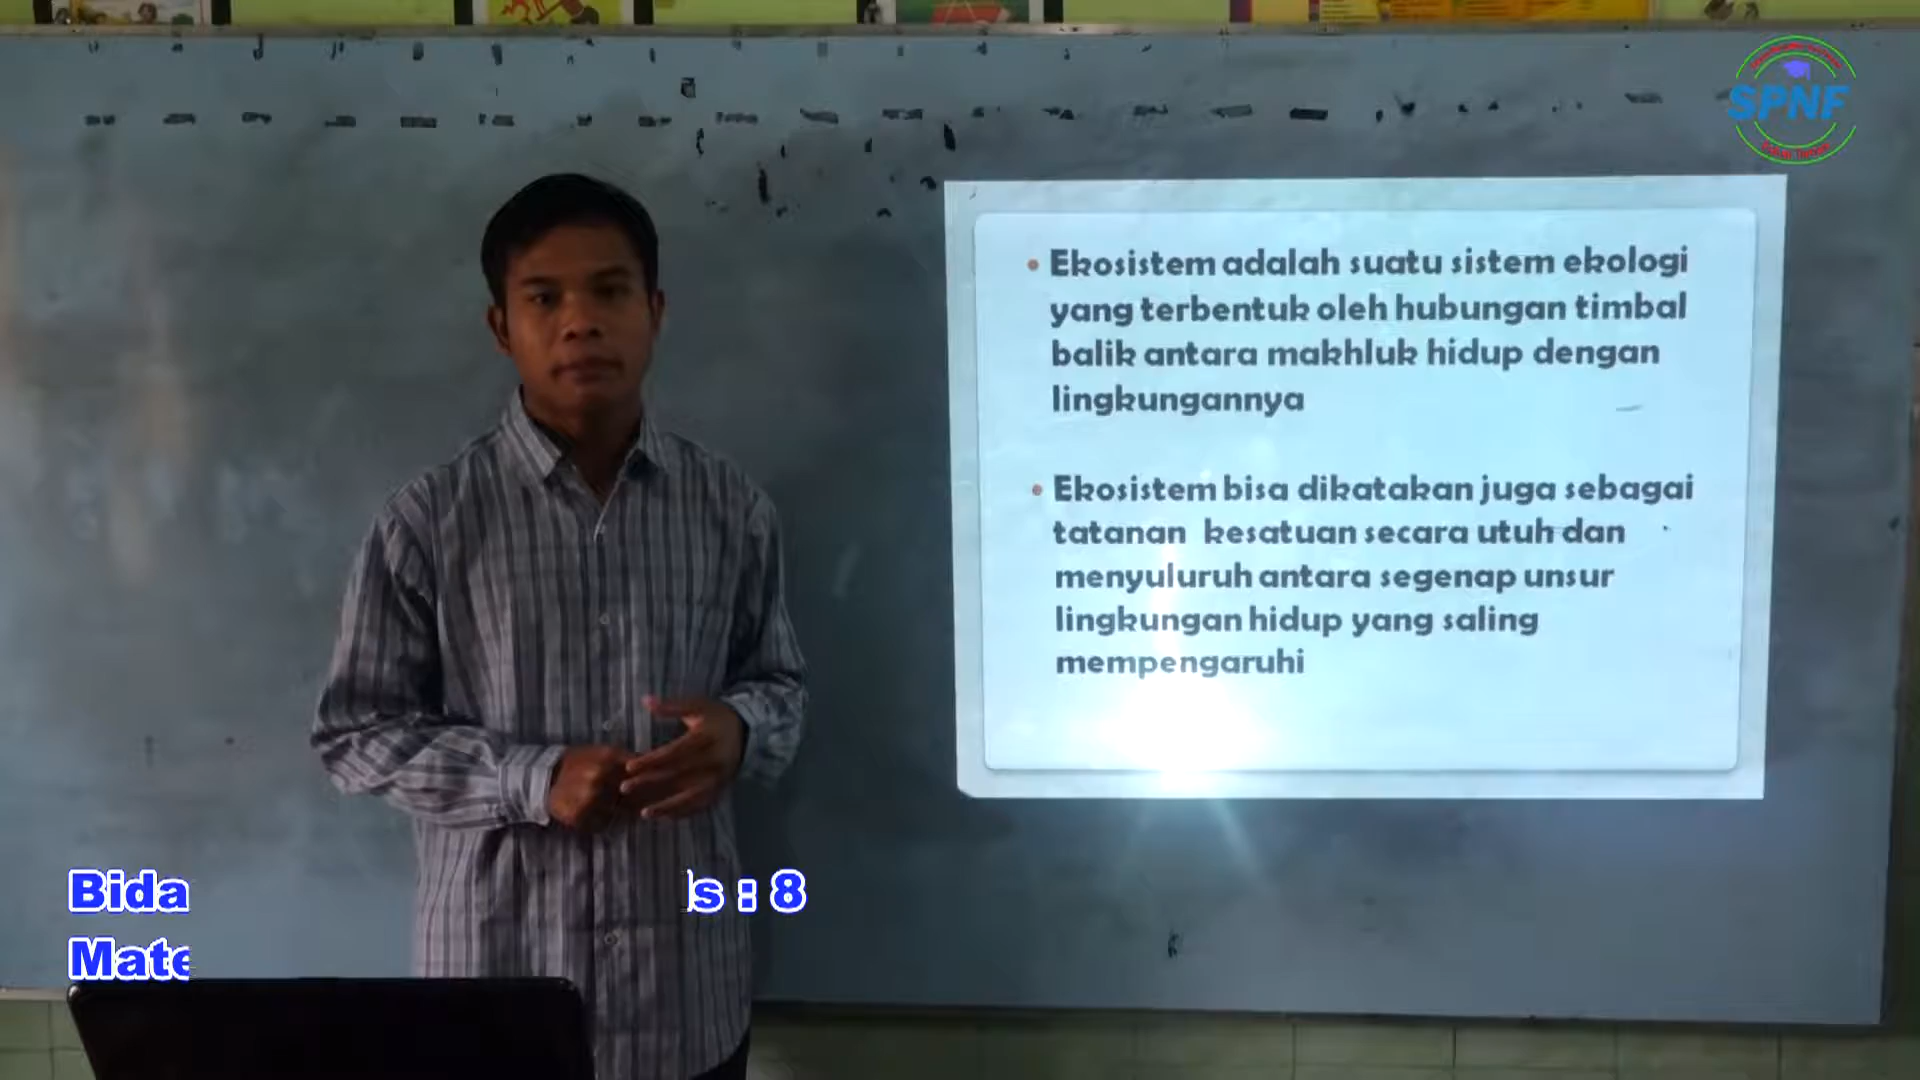 SPNF
• Ekosistem adalah suatu sistem ekologi
yang terbentuk oleh hubungan timbal
balik antara makhluk hidup dengan
lingkungannya
• Ekosistem bisa dikatakan juga sebagai
tatanan kesatuan secara utuh dan
menyuluruh antara segenap unsur
lingkungan hidup yang saling
mempengaruhi
Bida
s : 8
Mate